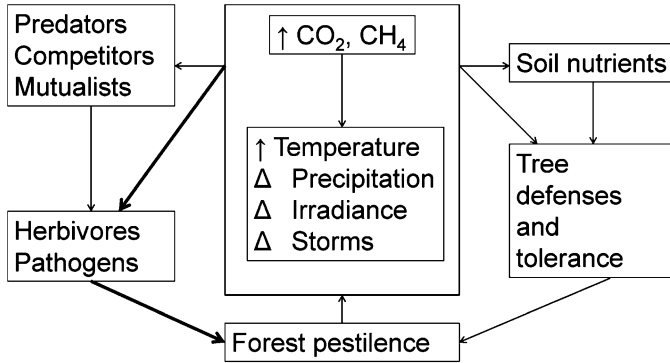 Predators
Competitors
Mutualists
↑ CO₂, CH₄
Soil nutrients
↑ Temperature
Δ Precipitation
Δ Irradiance
Δ Storms
Tree
defenses
and
tolerance
Herbivores
Pathogens
Forest pestilence